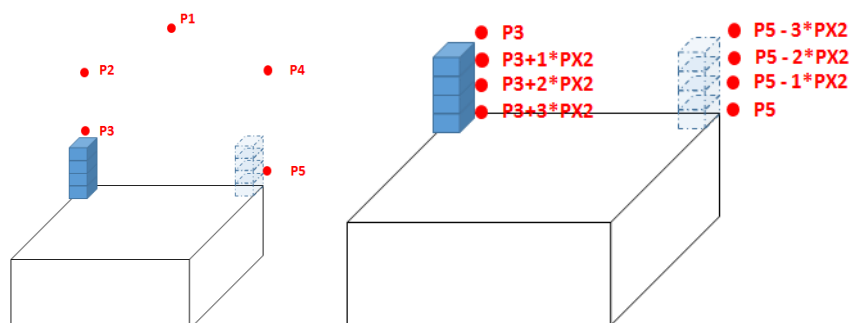 P1
P2
P4
P3
P5
P3
P3+1*PX2
P3+2*PX2
P3+3*PX2
P5 - 3*PX2
P5 - 2*PX2
P5 - 1*PX2
P5